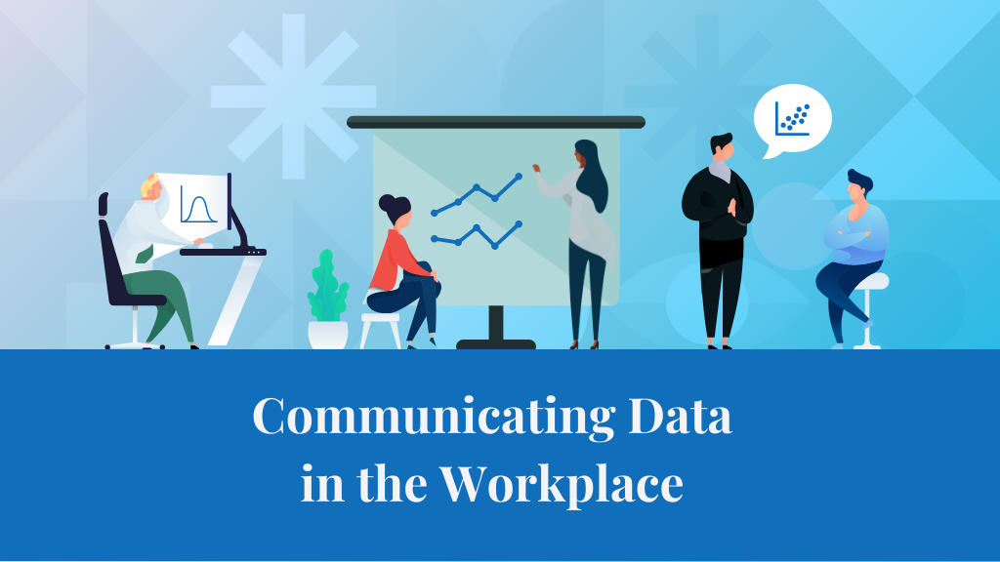 Communicating Data
in the Workplace